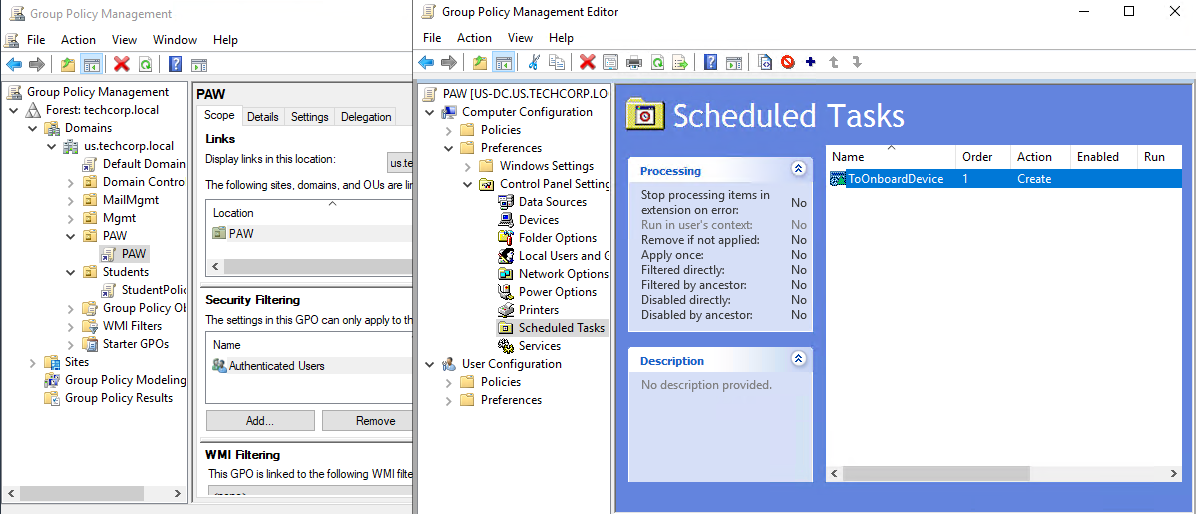 Group Policy Management
File Action View Window Help
Group Policy Management
Forest: techcorp.local
Domains
us.techcorp.local
Default Domain
Domain Contro
MailMgmt
Mgmt
PAW
PAW
Students
StudentPolic
Group Policy Ob
WMI Filters
Starter GPOs
Sites
Group Policy Modeling
Group Policy Results
PAW
Scope Details Settings Delegation
Links
Display links in this location: us.te
The following sites, domains, and OUs are lin
Location
PAW
Security Filtering
The settings in this GPO can only apply to th
Name
Authenticated Users
Add... Remove
WMI Filtering
This GPO is linked to the following WMI filte
Group Policy Management Editor
File Action View Help
PAW [US-DC.US.TECHCORP.LO
Computer Configuration
Policies
Preferences
Windows Settings
Control Panel Setting
Data Sources
Devices
Folder Options
Local Users and G
Network Options
Power Options
Printers
Scheduled Tasks
Services
User Configuration
Policies
Preferences
Scheduled Tasks
Processing
Stop processing items in
extension on error: No
Run in user's context: No
Remove if not applied: No
Apply once: No
Filtered directly: No
Filtered by ancestor: No
Disabled directly: No
Disabled by ancestor: No
Description
No description provided.
Name Order Action Enabled Run
ToOnboardDevice 1 Create